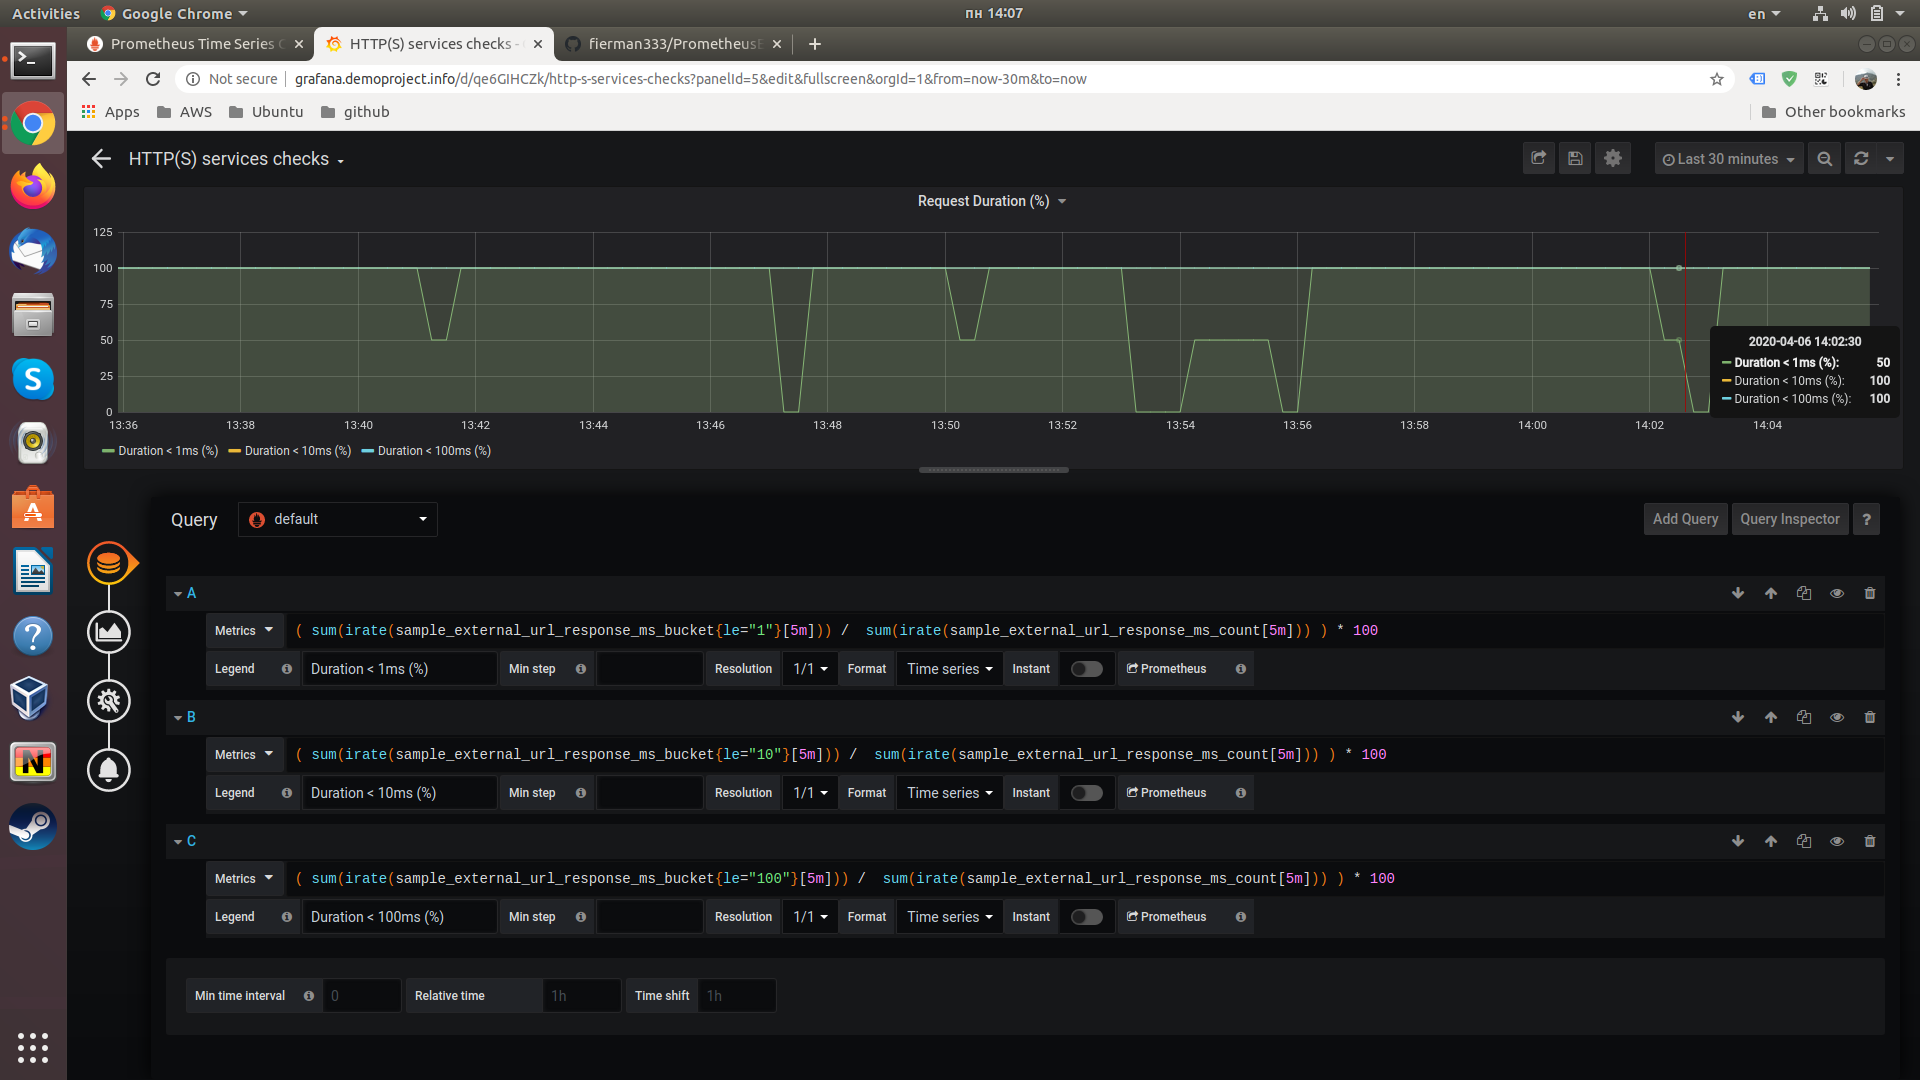 Activities Google Chrome пн 14:07 en
Prometheus Time Series C HTTP(S) services checks - fierman333/PrometheusE
Not secure grafana.demoproject.info/d/qe6GIHCZk/http-s-services-checks?panelId=5&edit&fullscreen&orgId=1&from=now-30m&to=now
Apps AWS Ubuntu github Other bookmarks
HTTP(S) services checks Last 30 minutes
Request Duration (%)
125
100
75
50
25
0
13:36 13:38 13:40 13:42 13:44 13:46 13:48 13:50 13:52 13:54 13:56 13:58 14:00 14:02 14:04
2020-04-06 14:02:30
Duration < 1ms (%): 50
Duration < 10ms (%): 100
Duration < 100ms (%): 100
Duration < 1ms (%) Duration < 10ms (%) Duration < 100ms (%)
Query default Add Query Query Inspector ?
A
Metrics ( sum(irate(sample_external_url_response_ms_bucket{le="1"}[5m])) / sum(irate(sample_external_url_response_ms_count[5m])) ) * 100
Legend Duration < 1ms (%) Min step Resolution 1/1 Format Time series Instant Prometheus
B
Metrics ( sum(irate(sample_external_url_response_ms_bucket{le="10"}[5m])) / sum(irate(sample_external_url_response_ms_count[5m])) ) * 100
Legend Duration < 10ms (%) Min step Resolution 1/1 Format Time series Instant Prometheus
C
Metrics ( sum(irate(sample_external_url_response_ms_bucket{le="100"}[5m])) / sum(irate(sample_external_url_response_ms_count[5m])) ) * 100
Legend Duration < 100ms (%) Min step Resolution 1/1 Format Time series Instant Prometheus
Min time interval 0 Relative time 1h Time shift 1h